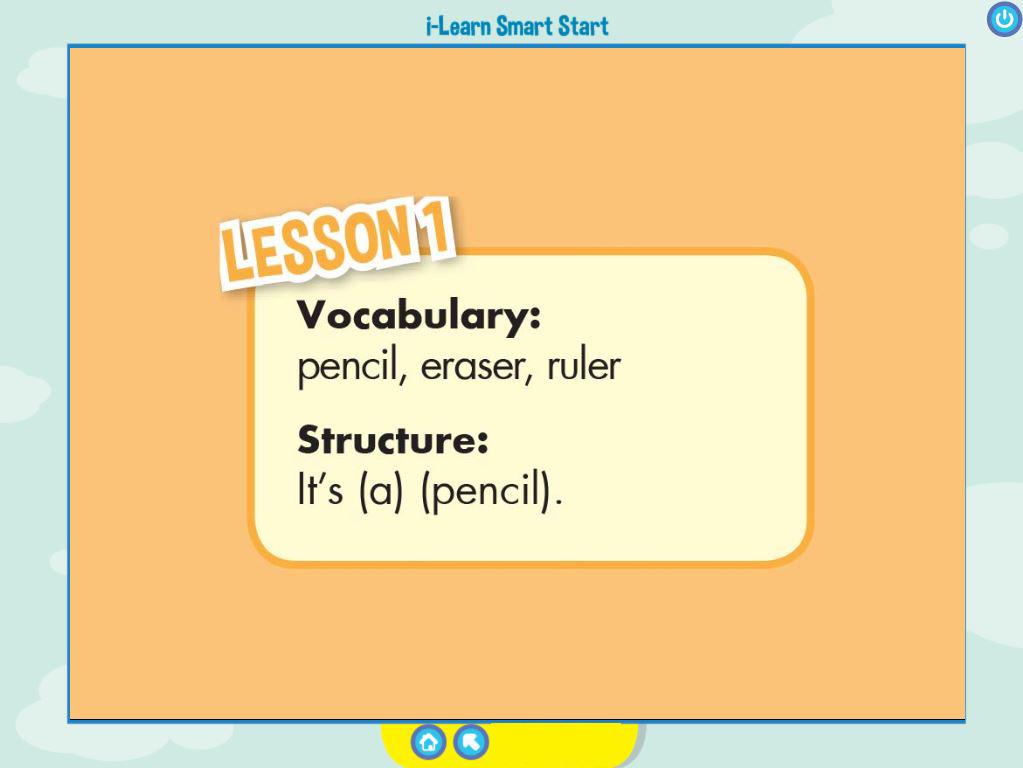 i-Learn Smart Start
LESSON 1
Vocabulary:
pencil, eraser, ruler
Structure:
It's (a) (pencil).